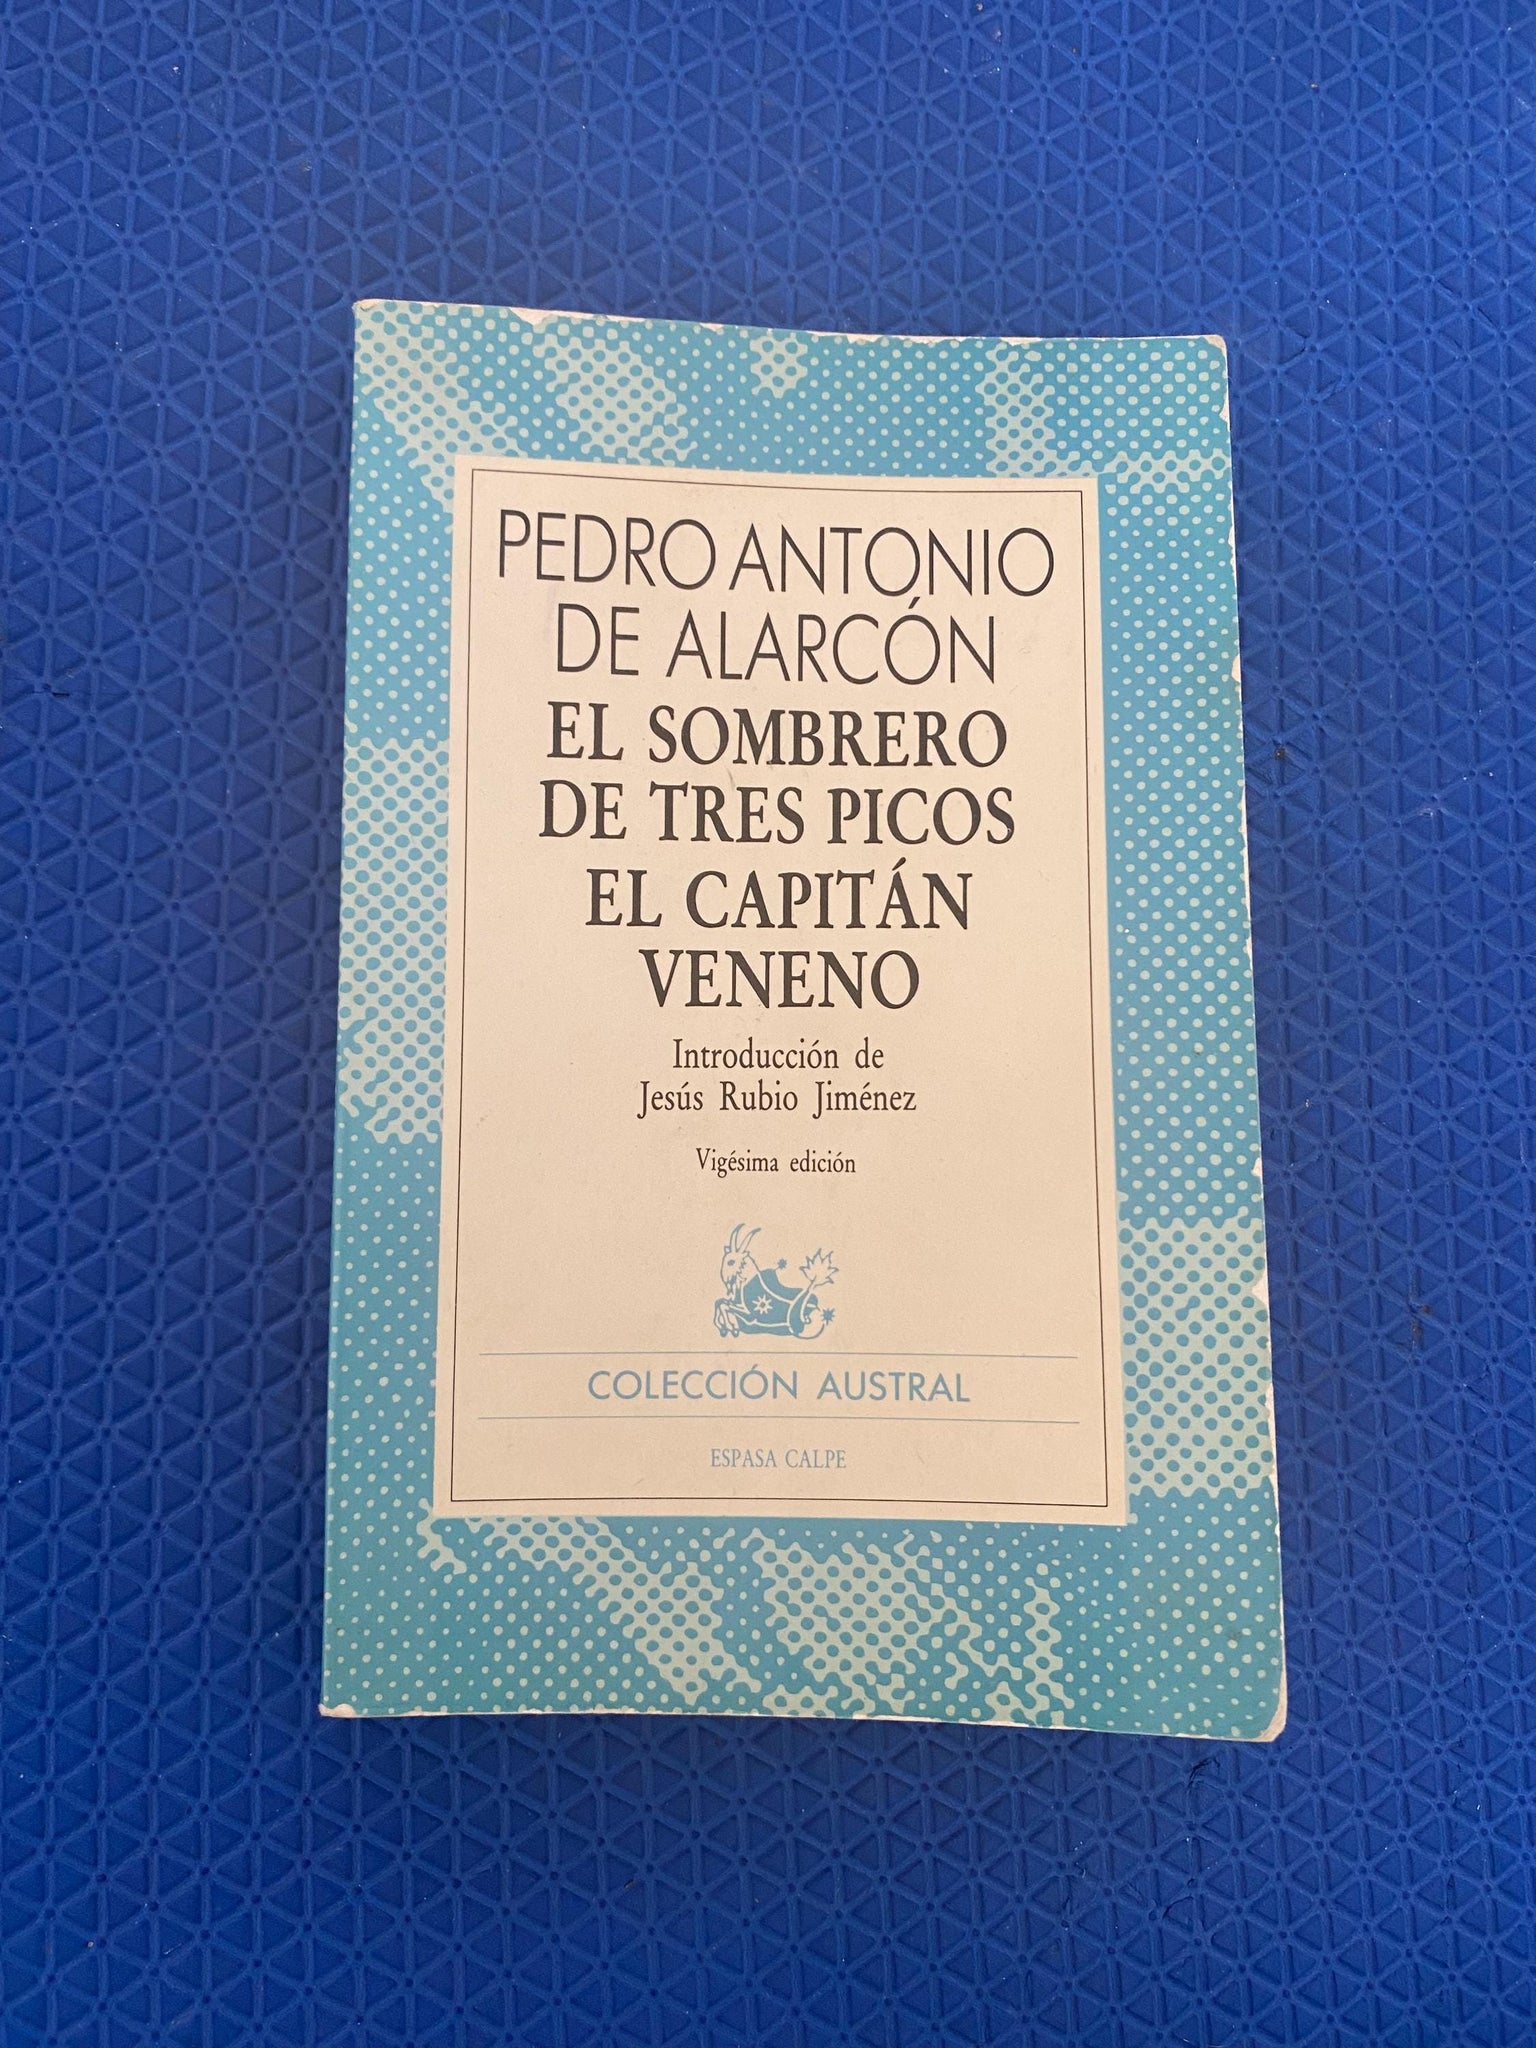 PEDRO ANTONIO
DE ALARCÓN
EL SOMBRERO
DE TRES PICOS
EL CAPITÁN
VENENO
Introducción de
Jesús Rubio Jiménez
Vigésima edición
COLECCIÓN AUSTRAL
ESPASA CALPE